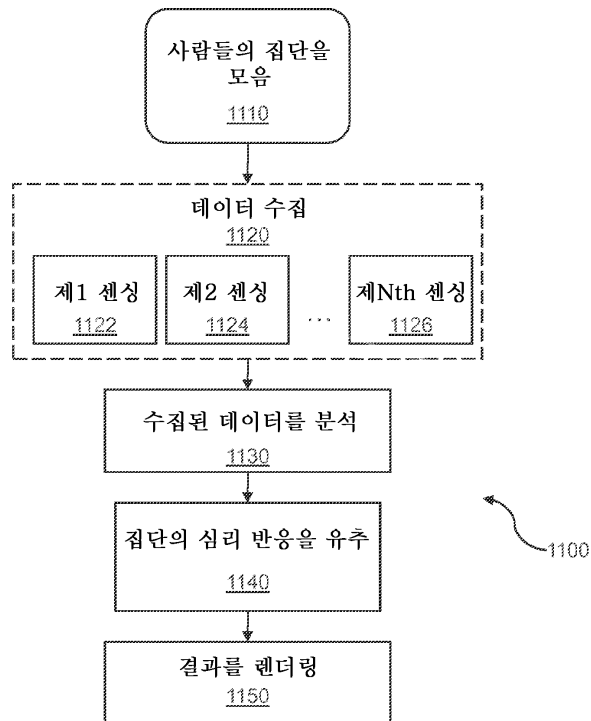 사람들의 집단을
모음
1110
데이터 수집
1120
제1 센싱
1122
제2 센싱
1124
...
제Nth 센싱
1126
수집된 데이터를 분석
1130
집단의 심리 반응을 유추
1140
1100
결과를 렌더링
1150